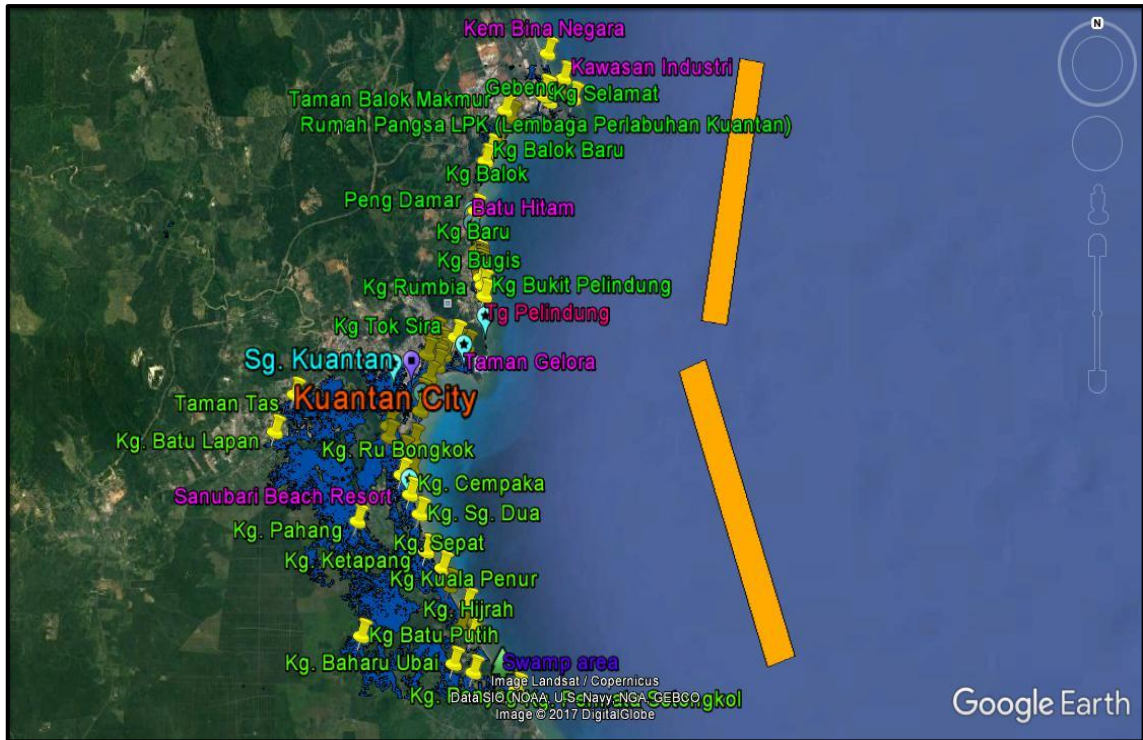 N
Kem Bina Negara
Kawasan Industri
Gebeng
Kg Selamat
Taman Balok Makmur
Rumah Pangsa LPK (Lembaga Perlabuhan Kuantan)
Kg Balok Baru
Kg Balok
Peng Damar
Batu Hitam
Kg Baru
Kg Bugis
Kg Rumbia
Kg Bukit Pelindung
Tg Pelindung
Kg Tok Sira
Sg. Kuantan
Taman Gelora
Taman Tas
Kuantan City
Kg. Batu Lapan
Kg. Ru Bongkok
Kg. Cempaka
Sanubari Beach Resort
Kg. Sg. Dua
Kg. Pahang
Kg. Sepat
Kg. Ketapang
Kg Kuala Penur
Kg. Hijrah
Kg Batu Putih
Kg. Baharu Ubai
Swamp area
Image Landsat / Copernicus
Data SIO, NOAA, U.S. Navy, NGA, GEBCO
Image © 2017 DigitalGlobe
Google Earth